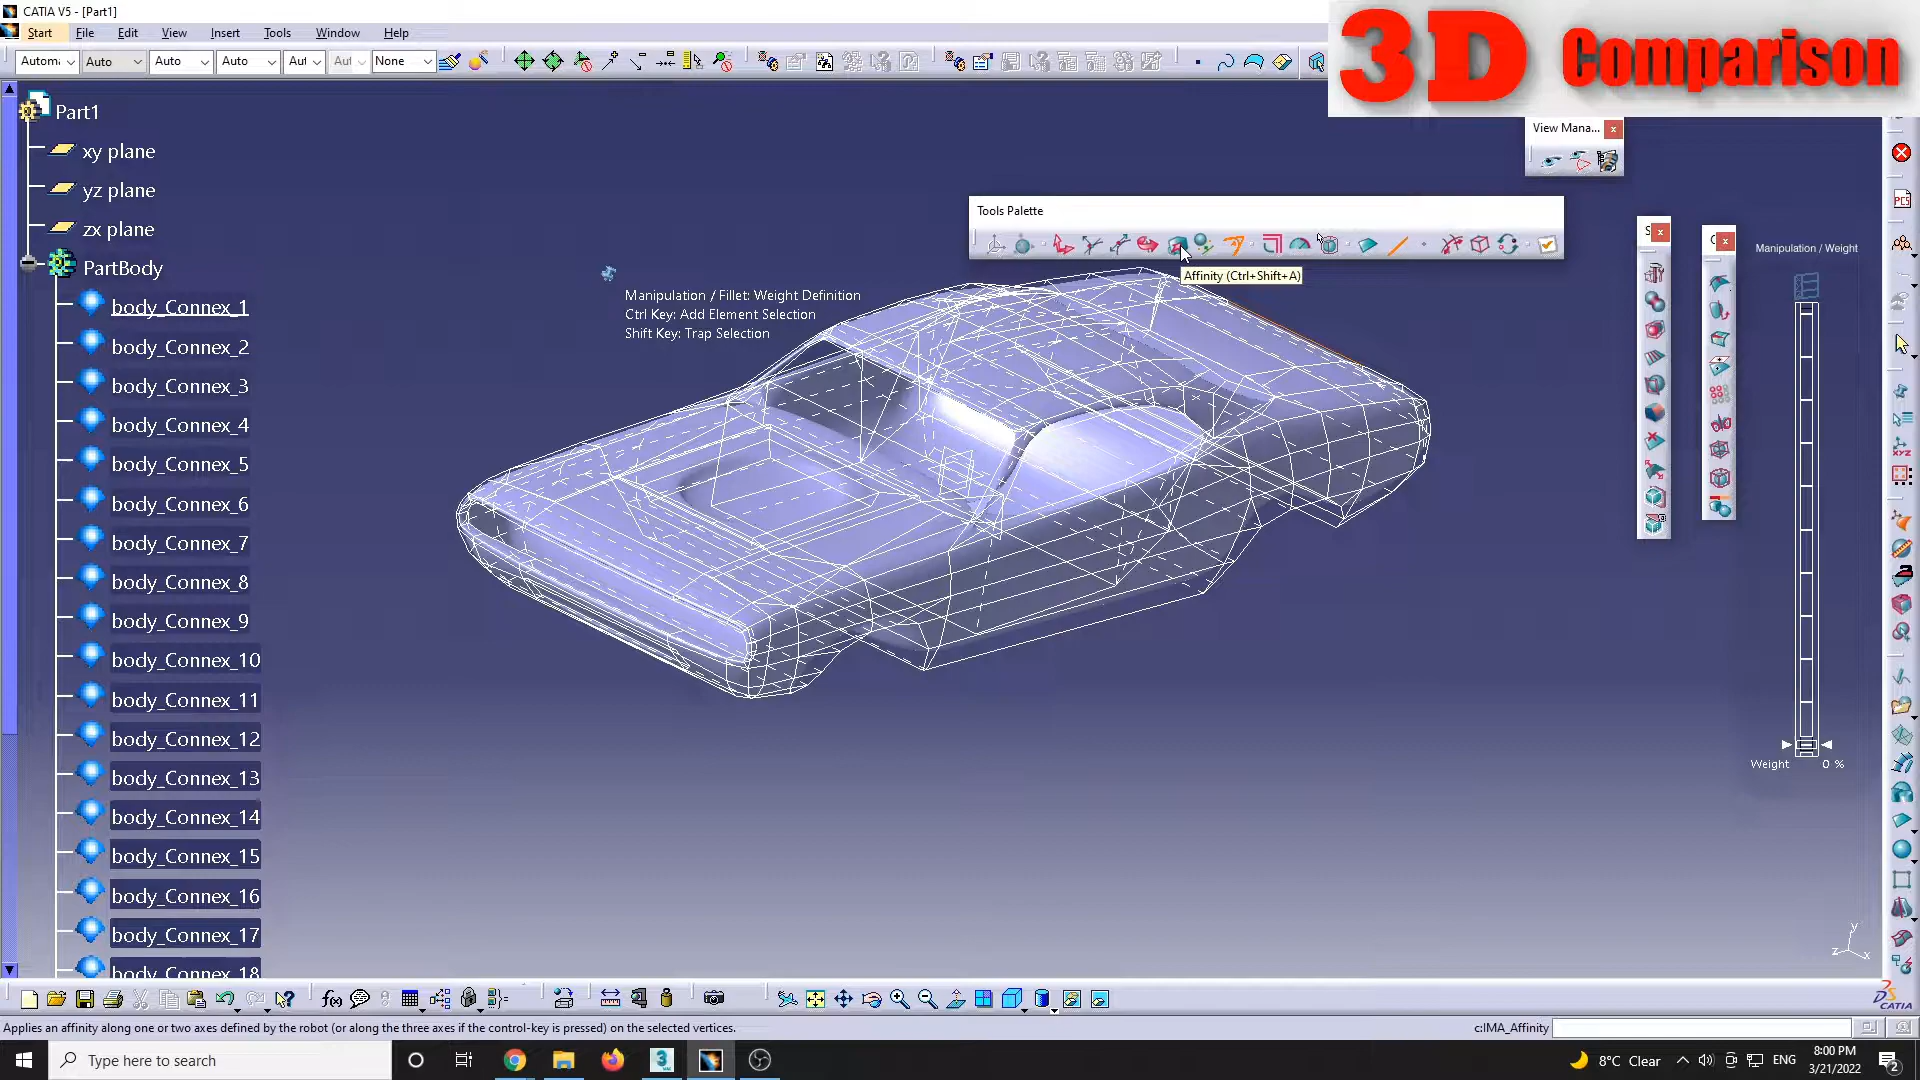 CATIA V5 - [Part1]
Start File Edit View Insert Tools Window Help
Auto Auto Auto None
3D Comparison
Part1
xy plane
yz plane
zx plane
PartBody
body_Connex_1
body_Connex_2
body_Connex_3
body_Connex_4
body_Connex_5
body_Connex_6
body_Connex_7
body_Connex_8
body_Connex_9
body_Connex_10
body_Connex_11
body_Connex_12
body_Connex_13
body_Connex_14
body_Connex_15
body_Connex_16
body_Connex_17
body_Connex_18
View Mana...
Tools Palette
Affinity (Ctrl+Shift+A)
Manipulation / Fillet: Weight Definition
Ctrl Key: Add Element Selection
Shift Key: Trap Selection
Manipulation / Weight
Weight 0 %
y
z x
CATIA
Applies an affinity along one or two axes defined by the robot (or along the three axes if the control-key is pressed) on the selected vertices.
c:IMA_Affinity
Type here to search
8°C Clear
ENG
8:00 PM
3/21/2022
2